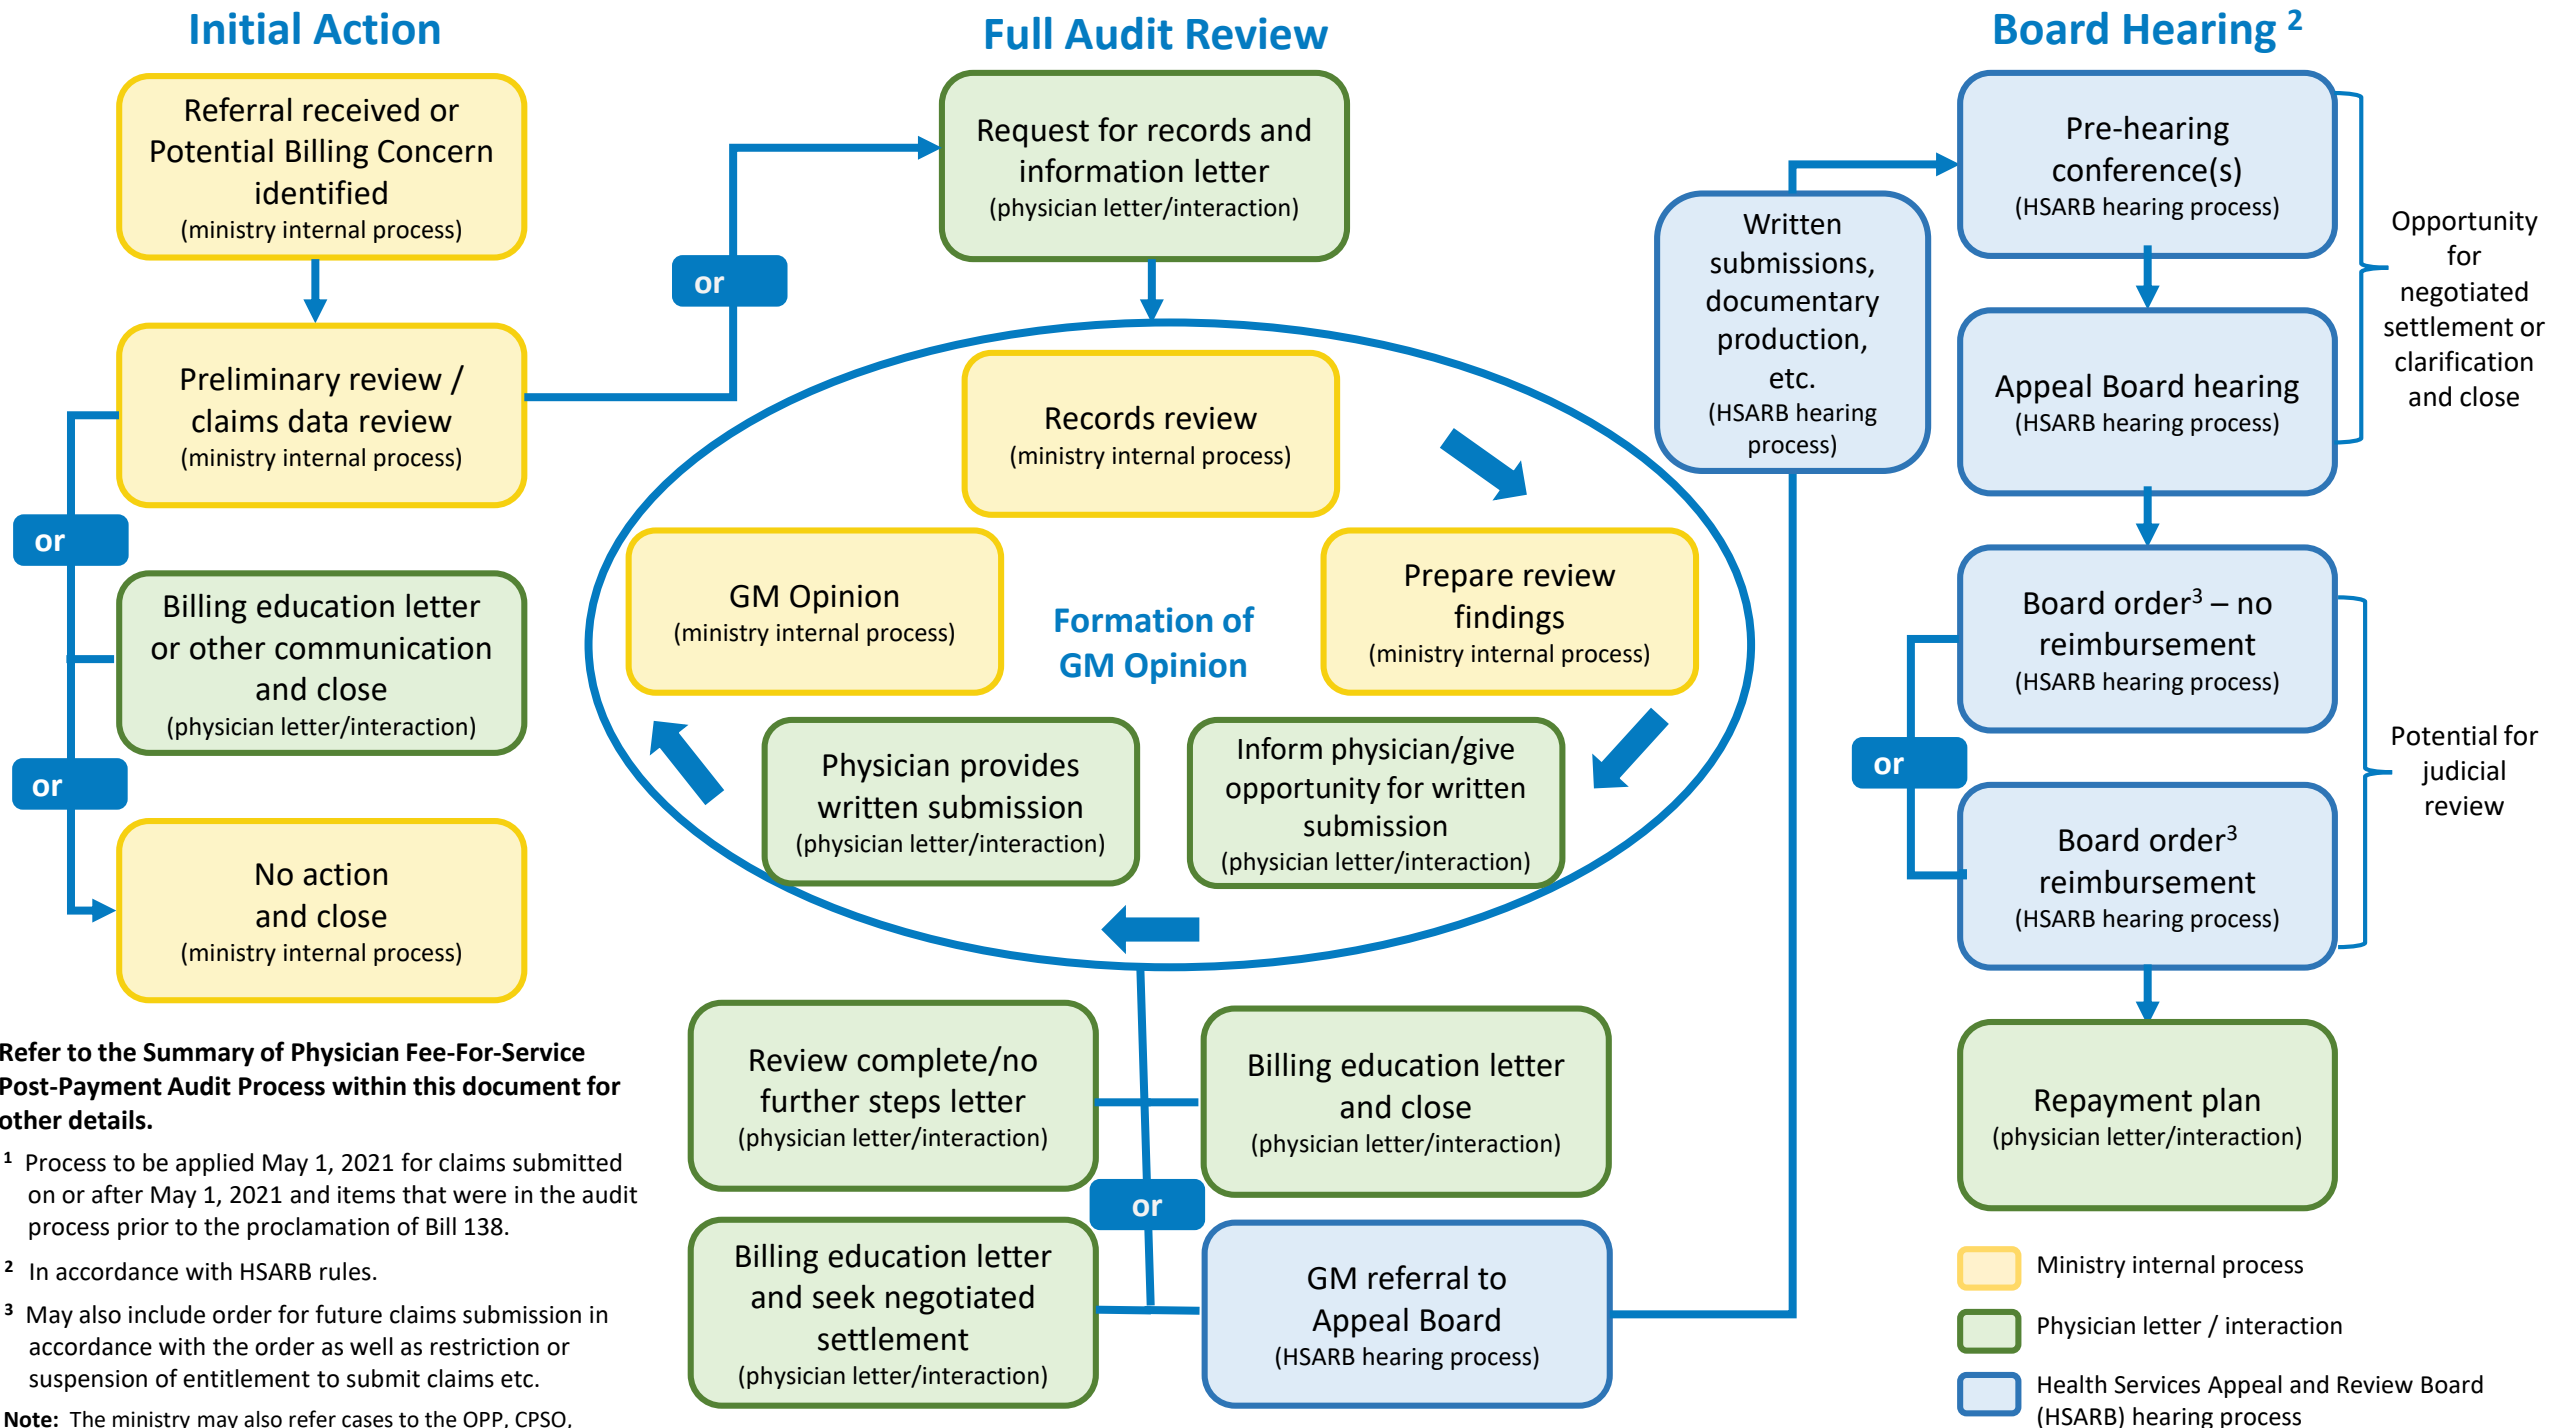 Initial Action
Referral received or
Potential Billing Concern
identified
(ministry internal process)
Preliminary review /
claims data review
(ministry internal process)
or
Billing education letter
or other communication
and close
(physician letter/interaction)
or
No action
and close
(ministry internal process)
Refer to the Summary of Physician Fee-For-Service
Post-Payment Audit Process within this document for
other details.
1 Process to be applied May 1, 2021 for claims submitted
on or after May 1, 2021 and items that were in the audit
process prior to the proclamation of Bill 138.
2 In accordance with HSARB rules.
3 May also include order for future claims submission in
accordance with the order as well as restriction or
suspension of entitlement to submit claims etc.
Note: The ministry may also refer cases to the OPP, CPSO,
or
Full Audit Review
Request for records and
information letter
(physician letter/interaction)
Records review
(ministry internal process)
Prepare review
findings
(ministry internal process)
Inform physician/give
opportunity for written
submission
(physician letter/interaction)
Physician provides
written submission
(physician letter/interaction)
GM Opinion
(ministry internal process)
Formation of
GM Opinion
Review complete/no
further steps letter
(physician letter/interaction)
Billing education letter
and close
(physician letter/interaction)
or
Billing education letter
and seek negotiated
settlement
(physician letter/interaction)
GM referral to
Appeal Board
(HSARB hearing process)
Written
submissions,
documentary
production,
etc.
(HSARB hearing
process)
Board Hearing 2
Pre-hearing
conference(s)
(HSARB hearing process)
Appeal Board hearing
(HSARB hearing process)
Opportunity
for
negotiated
settlement or
clarification
and close
Board order3 – no
reimbursement
(HSARB hearing process)
or
Board order3
reimbursement
(HSARB hearing process)
Potential for
judicial
review
Repayment plan
(physician letter/interaction)
Ministry internal process
Physician letter / interaction
Health Services Appeal and Review Board
(HSARB) hearing process